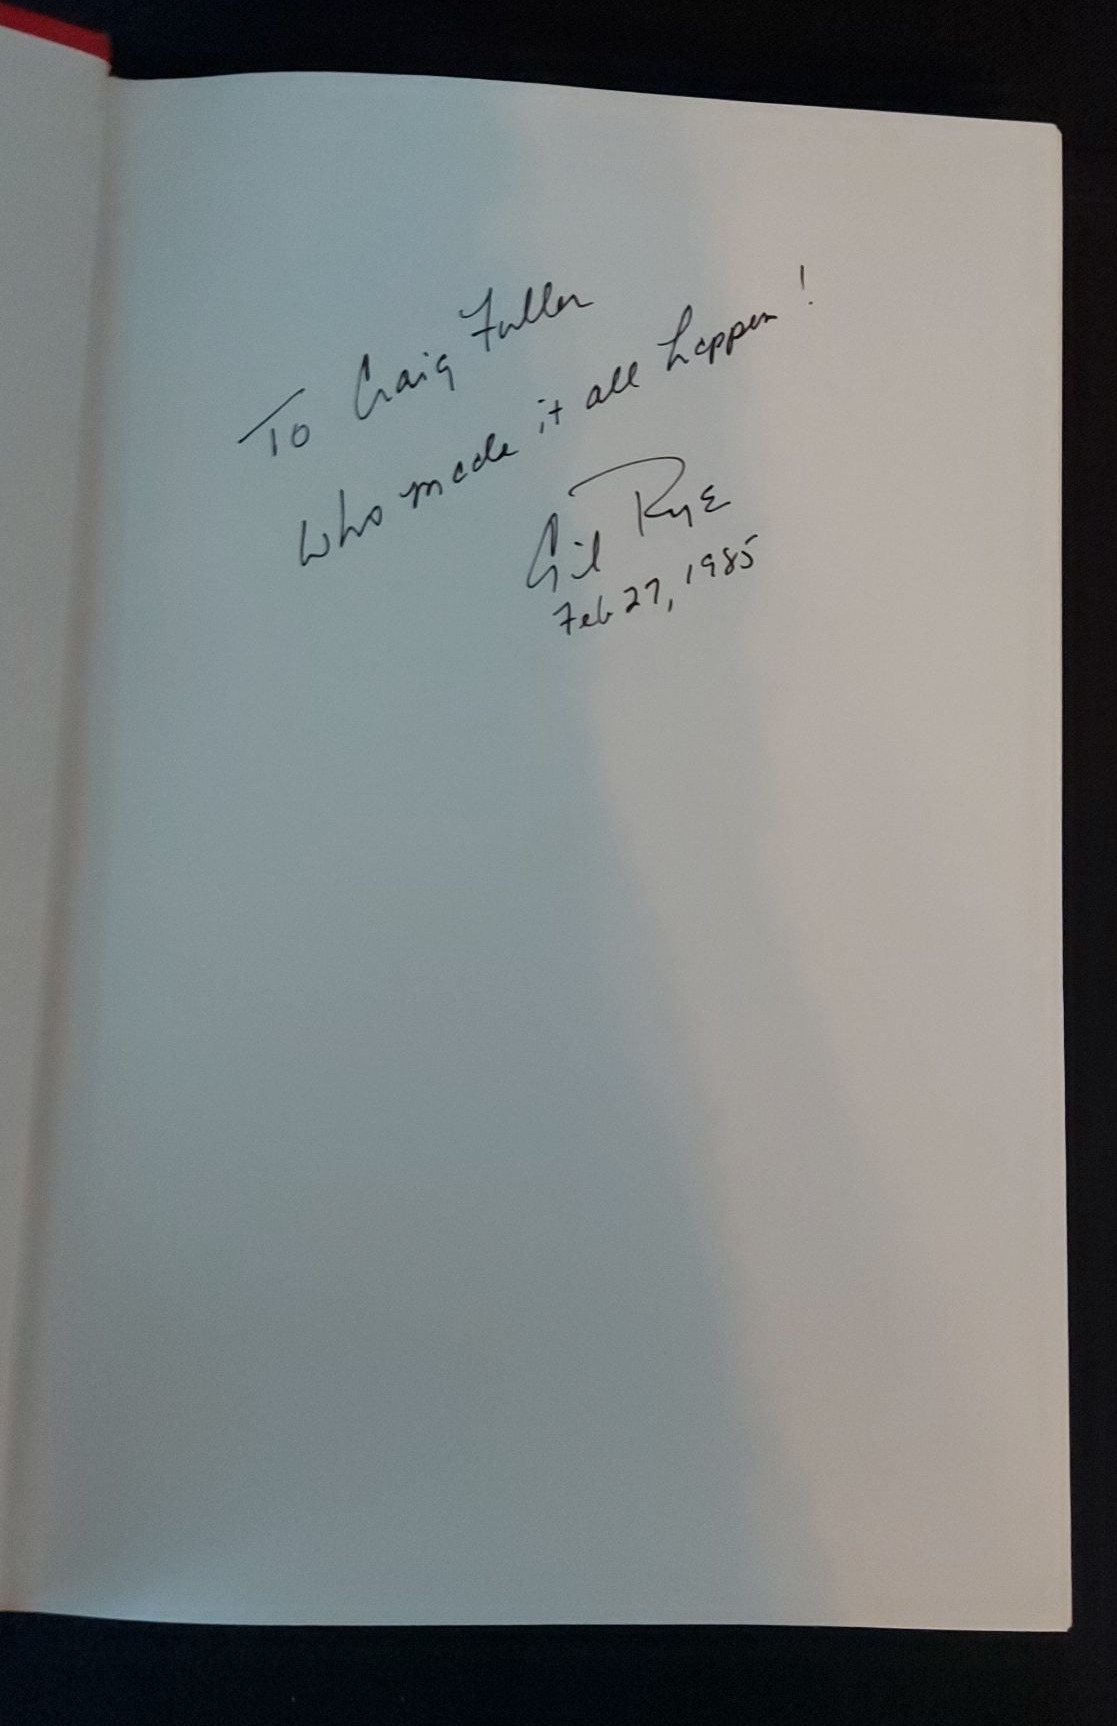 To Craig Fuller
who made it all happen!
Gil Rye
Feb 27, 1985